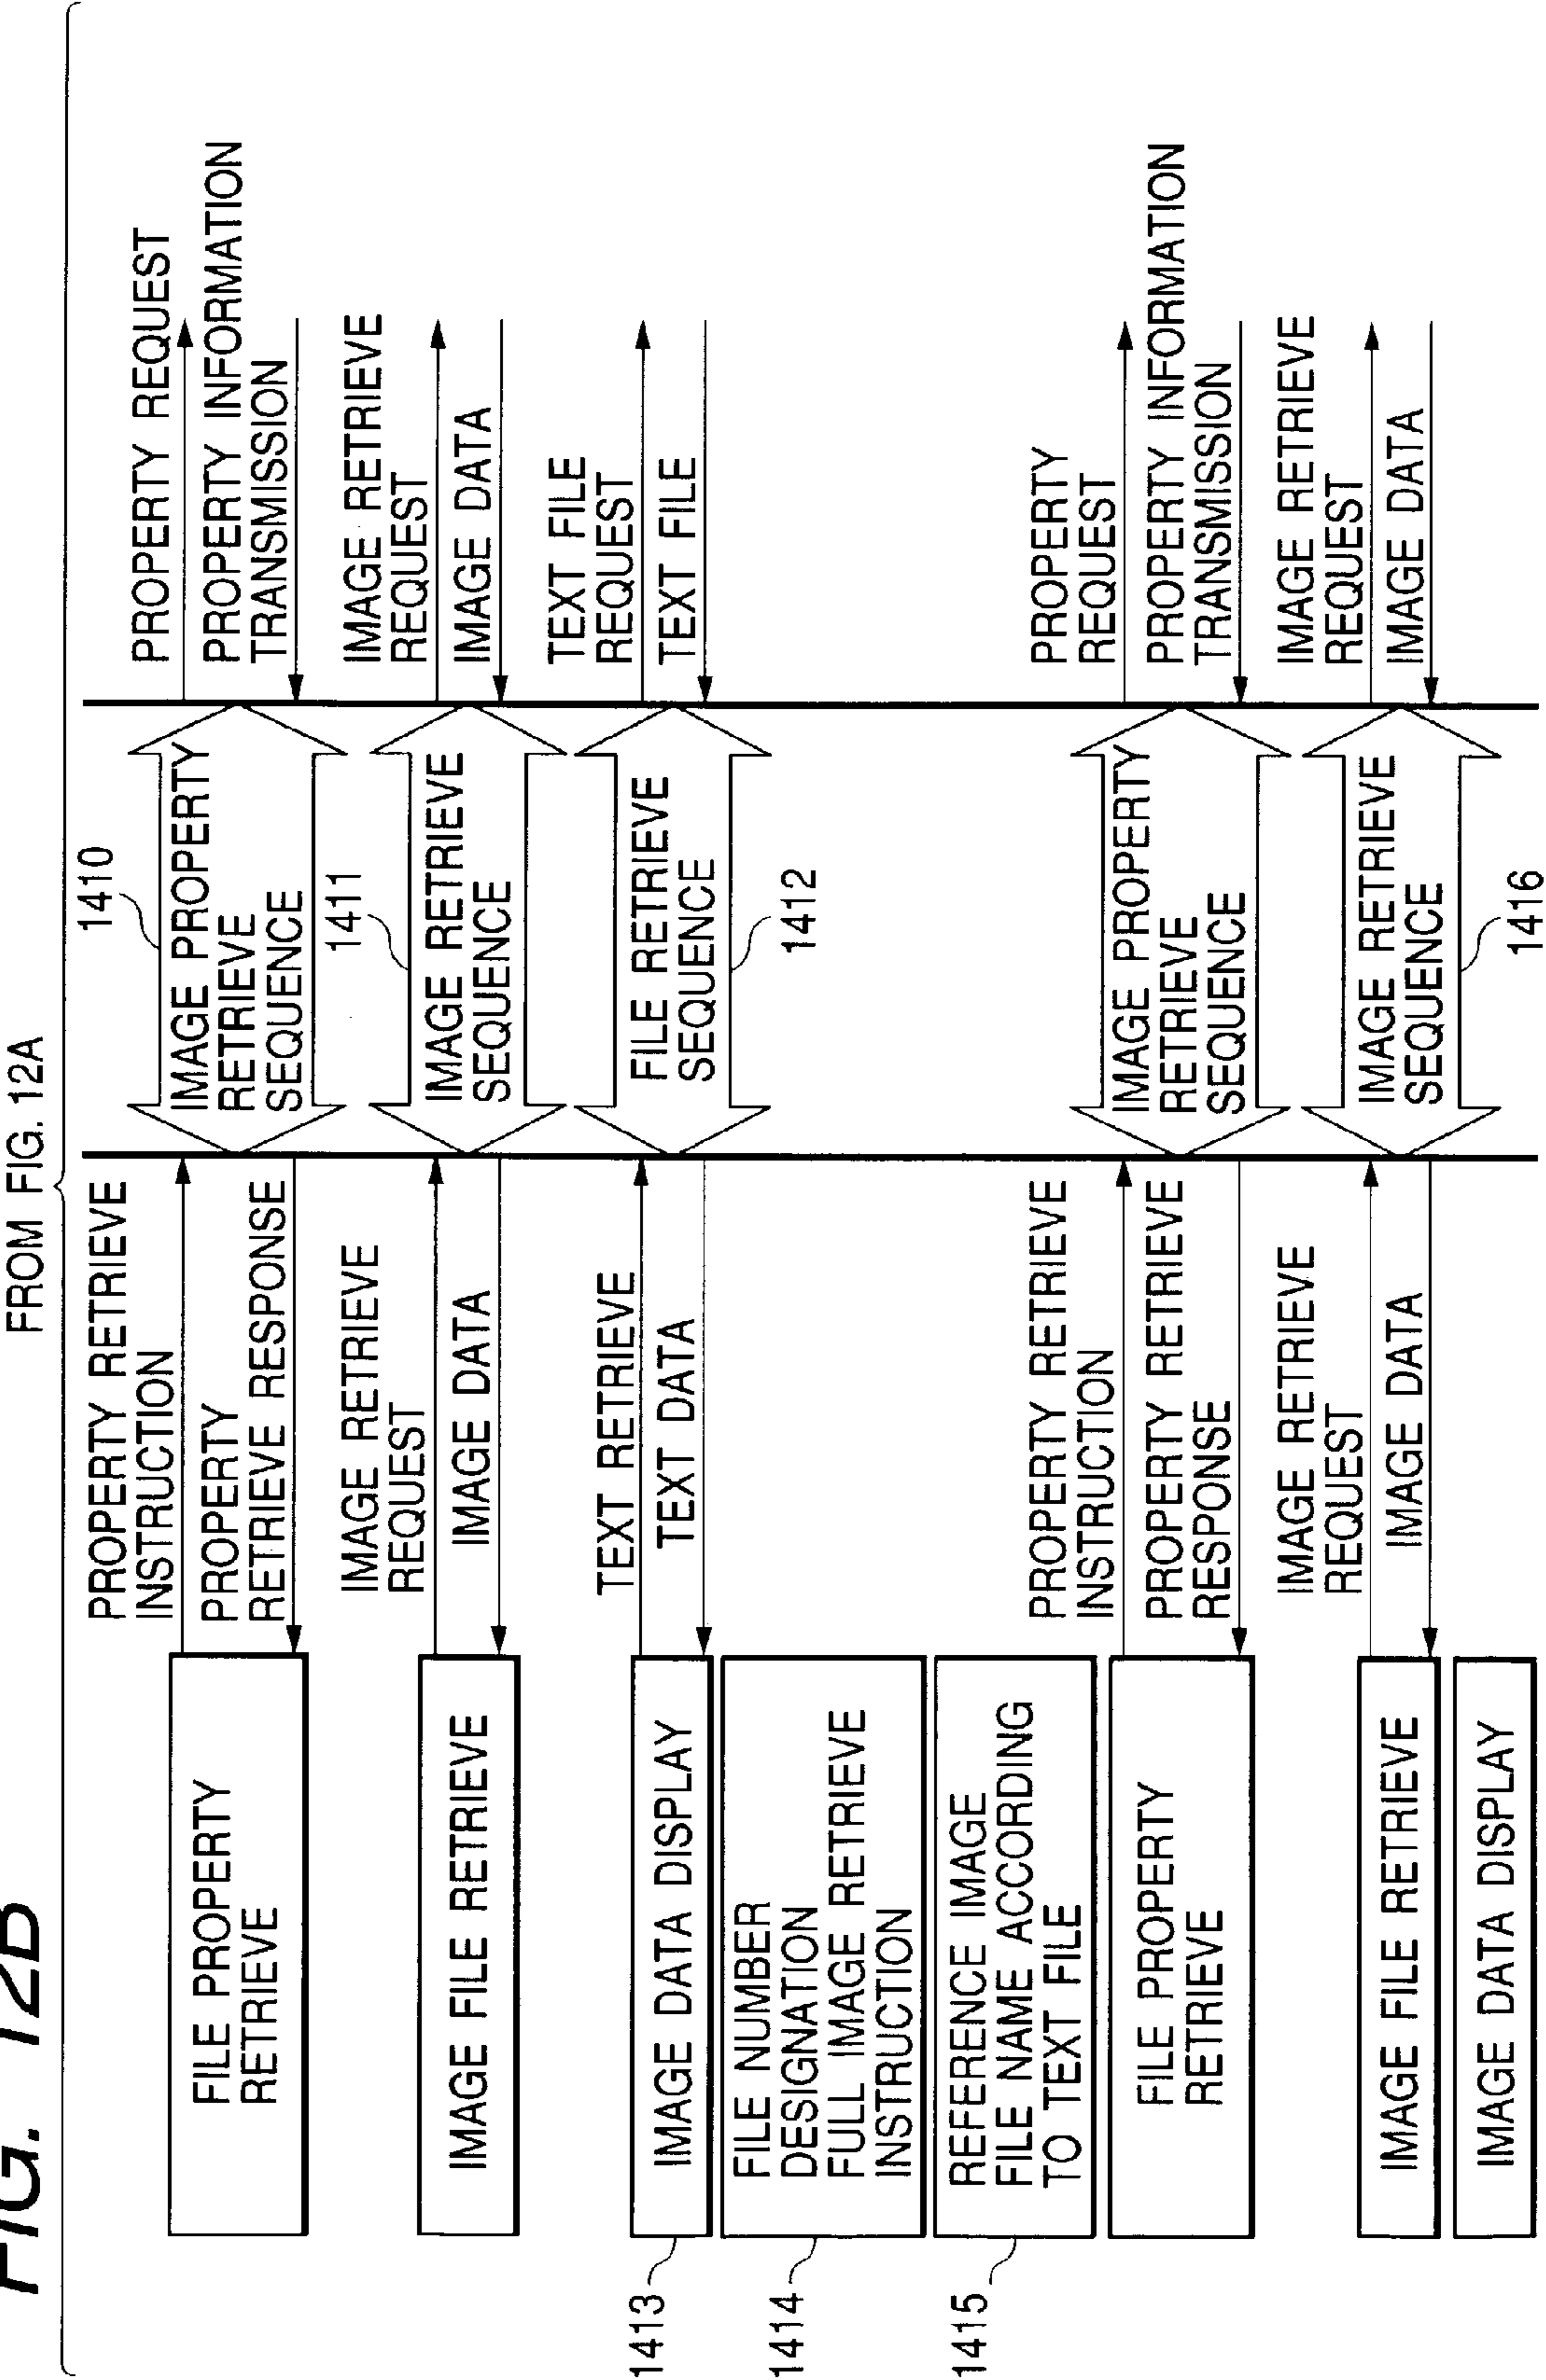 FIG. 12B
FROM FIG. 12A
FILE PROPERTY
RETRIEVE
PROPERTY RETRIEVE
INSTRUCTION
PROPERTY
RETRIEVE RESPONSE
1410
IMAGE PROPERTY
RETRIEVE
SEQUENCE
PROPERTY REQUEST
PROPERTY INFORMATION
TRANSMISSION
IMAGE FILE RETRIEVE
IMAGE RETRIEVE
REQUEST
IMAGE DATA
1411
IMAGE RETRIEVE
SEQUENCE
IMAGE RETRIEVE
REQUEST
IMAGE DATA
1413
IMAGE DATA DISPLAY
TEXT RETRIEVE
TEXT DATA
FILE RETRIEVE
SEQUENCE
1412
TEXT FILE
REQUEST
TEXT FILE
1414
FILE NUMBER
DESIGNATION
FULL IMAGE RETRIEVE
INSTRUCTION
1415
REFERENCE IMAGE
FILE NAME ACCORDING
TO TEXT FILE
FILE PROPERTY
RETRIEVE
PROPERTY RETRIEVE
INSTRUCTION
PROPERTY RETRIEVE
RESPONSE
IMAGE PROPERTY
RETRIEVE
SEQUENCE
PROPERTY
REQUEST
PROPERTY INFORMATION
TRANSMISSION
IMAGE FILE RETRIEVE
IMAGE RETRIEVE
REQUEST
IMAGE DATA
IMAGE RETRIEVE
SEQUENCE
1416
IMAGE RETRIEVE
REQUEST
IMAGE DATA
IMAGE DATA DISPLAY